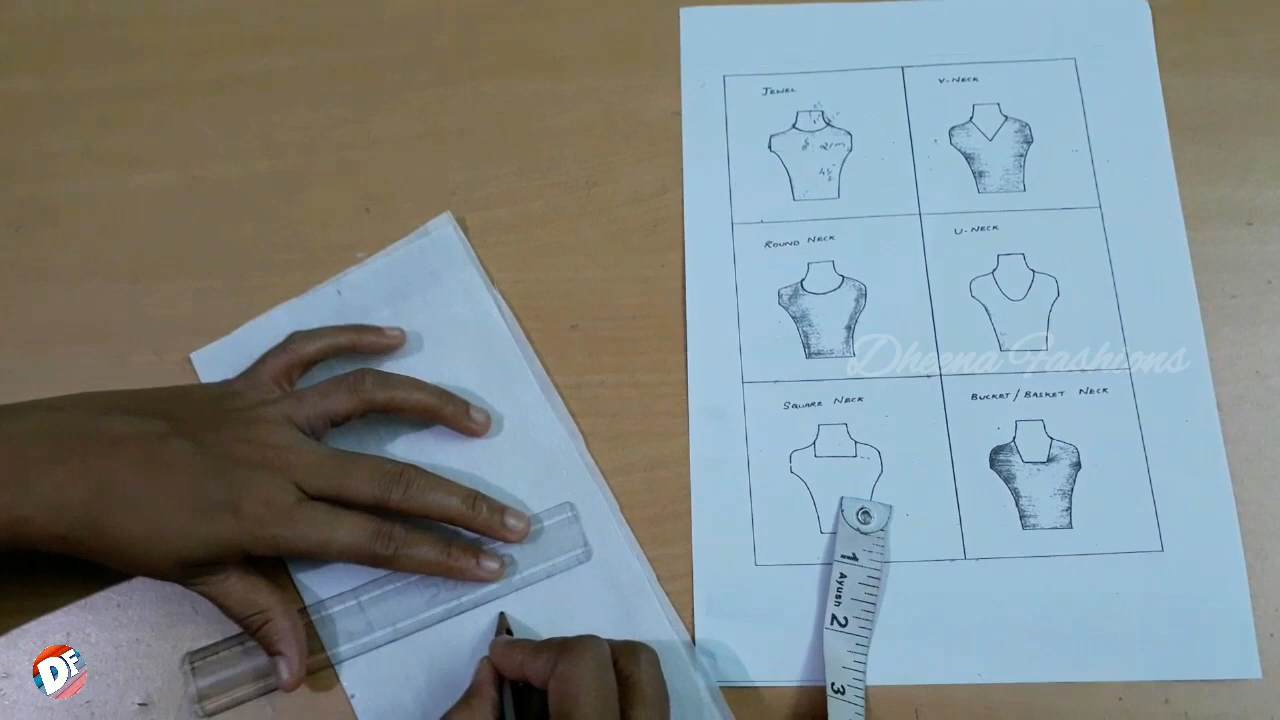 JEWEL
V-NECK
ROUND NECK
U-NECK
Dheena Fashions
SQUARE NECK
BUCKET / BASKET NECK
1
Ayush
2
3
DF